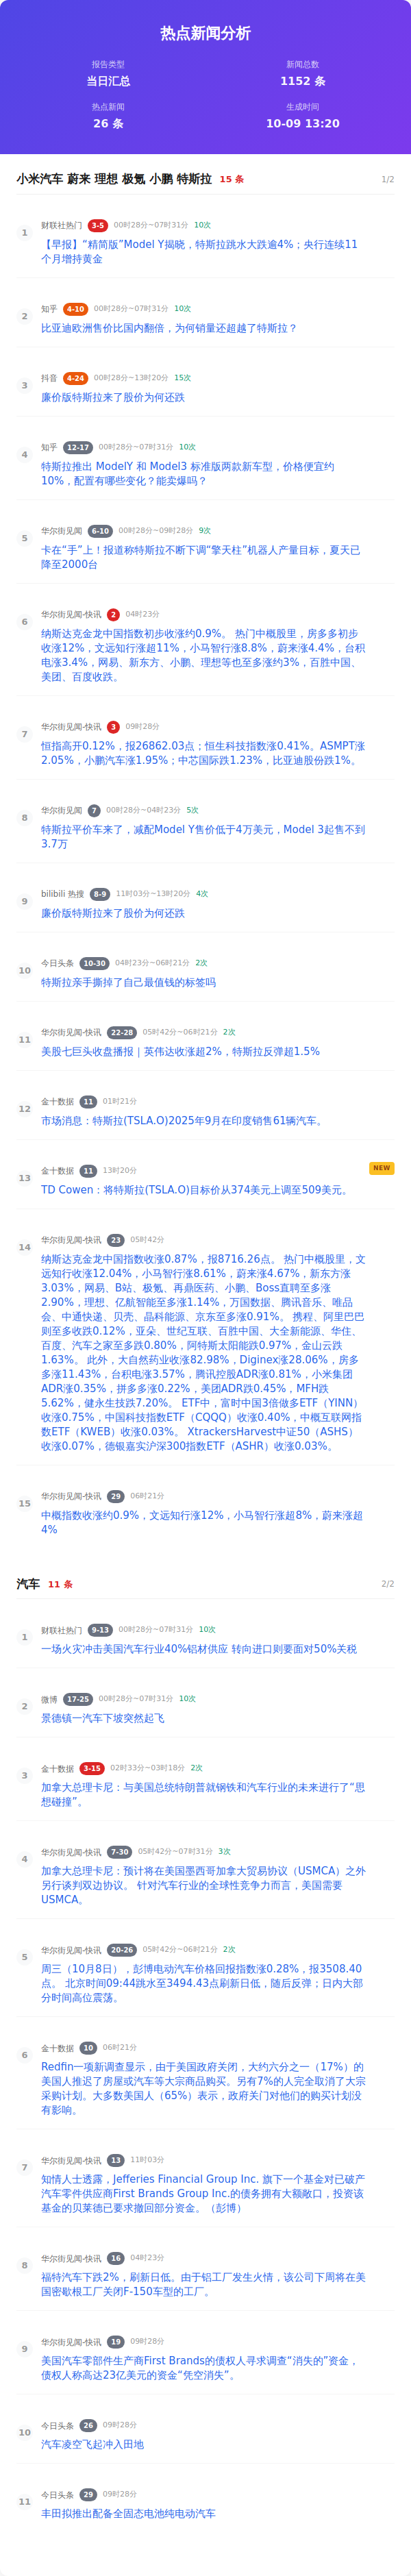 热点新闻分析
报告类型 新闻总数
当日汇总 1152 条
热点新闻 生成时间
26 条 10-09 13:20
小米汽车 蔚来 理想 极氪 小鹏 特斯拉 15 条 1/2
1 财联社热门 3-5 00时28分~07时31分 10次
【早报】“精简版”Model Y揭晓，特斯拉跳水大跌逾4%；央行连续11
个月增持黄金
2 知乎 4-10 00时28分~07时31分 10次
比亚迪欧洲售价比国内翻倍，为何销量还超越了特斯拉？
3 抖音 4-24 00时28分~13时20分 15次
廉价版特斯拉来了股价为何还跌
4 知乎 12-17 00时28分~07时31分 10次
特斯拉推出 ModelY 和 Model3 标准版两款新车型，价格便宜约
10%，配置有哪些变化？能卖爆吗？
5 华尔街见闻 6-10 00时28分~09时28分 9次
卡在“手”上！报道称特斯拉不断下调“擎天柱”机器人产量目标，夏天已
降至2000台
6 华尔街见闻-快讯 2 04时23分
纳斯达克金龙中国指数初步收涨约0.9%。 热门中概股里，房多多初步
收涨12%，文远知行涨超11%，小马智行涨8.8%，蔚来涨4.4%，台积
电涨3.4%，网易、新东方、小鹏、理想等也至多涨约3%，百胜中国、
美团、百度收跌。
7 华尔街见闻-快讯 3 09时28分
恒指高开0.12%，报26862.03点；恒生科技指数涨0.41%。ASMPT涨
2.05%，小鹏汽车涨1.95%；中芯国际跌1.23%，比亚迪股份跌1%。
8 华尔街见闻 7 00时28分~04时23分 5次
特斯拉平价车来了，减配Model Y售价低于4万美元，Model 3起售不到
3.7万
9 bilibili 热搜 8-9 11时03分~13时20分 4次
廉价版特斯拉来了股价为何还跌
10 今日头条 10-30 04时23分~06时21分 2次
特斯拉亲手撕掉了自己最值钱的标签吗
11 华尔街见闻-快讯 22-28 05时42分~06时21分 2次
美股七巨头收盘播报｜英伟达收涨超2%，特斯拉反弹超1.5%
12 金十数据 11 01时21分
市场消息：特斯拉(TSLA.O)2025年9月在印度销售61辆汽车。
13 金十数据 11 13时20分 NEW
TD Cowen：将特斯拉(TSLA.O)目标价从374美元上调至509美元。
14 华尔街见闻-快讯 23 05时42分
纳斯达克金龙中国指数收涨0.87%，报8716.26点。 热门中概股里，文
远知行收涨12.04%，小马智行涨8.61%，蔚来涨4.67%，新东方涨
3.03%，网易、B站、极氪、再鼎医药、小鹏、Boss直聘至多涨
2.90%，理想、亿航智能至多涨1.14%，万国数据、腾讯音乐、唯品
会、中通快递、贝壳、晶科能源、京东至多涨0.91%。 携程、阿里巴巴
则至多收跌0.12%，亚朵、世纪互联、百胜中国、大全新能源、华住、
百度、汽车之家至多跌0.80%，阿特斯太阳能跌0.97%，金山云跌
1.63%。 此外，大自然药业收涨82.98%，Diginex涨28.06%，房多
多涨11.43%，台积电涨3.57%，腾讯控股ADR涨0.81%，小米集团
ADR涨0.35%，拼多多涨0.22%，美团ADR跌0.45%，MFH跌
5.62%，健永生技跌7.20%。 ETF中，富时中国3倍做多ETF（YINN）
收涨0.75%，中国科技指数ETF（CQQQ）收涨0.40%，中概互联网指
数ETF（KWEB）收涨0.03%。 XtrackersHarvest中证50（ASHS）
收涨0.07%，德银嘉实沪深300指数ETF（ASHR）收涨0.03%。
15 华尔街见闻-快讯 29 06时21分
中概指数收涨约0.9%，文远知行涨12%，小马智行涨超8%，蔚来涨超
4%
汽车 11 条 2/2
1 财联社热门 9-13 00时28分~07时31分 10次
一场火灾冲击美国汽车行业40%铝材供应 转向进口则要面对50%关税
2 微博 17-25 00时28分~07时31分 10次
景德镇一汽车下坡突然起飞
3 金十数据 3-15 02时33分~03时18分 2次
加拿大总理卡尼：与美国总统特朗普就钢铁和汽车行业的未来进行了“思
想碰撞”。
4 华尔街见闻-快讯 7-30 05时42分~07时31分 3次
加拿大总理卡尼：预计将在美国墨西哥加拿大贸易协议（USMCA）之外
另行谈判双边协议。 针对汽车行业的全球性竞争力而言，美国需要
USMCA。
5 华尔街见闻-快讯 20-26 05时42分~06时21分 2次
周三（10月8日），彭博电动汽车价格回报指数涨0.28%，报3508.40
点。 北京时间09:44跳水至3494.43点刷新日低，随后反弹；日内大部
分时间高位震荡。
6 金十数据 10 06时21分
Redfin一项新调查显示，由于美国政府关闭，大约六分之一（17%）的
美国人推迟了房屋或汽车等大宗商品购买。另有7%的人完全取消了大宗
采购计划。大多数美国人（65%）表示，政府关门对他们的购买计划没
有影响。
7 华尔街见闻-快讯 13 11时03分
知情人士透露，Jefferies Financial Group Inc. 旗下一个基金对已破产
汽车零件供应商First Brands Group Inc.的债务拥有大额敞口，投资该
基金的贝莱德已要求撤回部分资金。（彭博）
8 华尔街见闻-快讯 16 04时23分
福特汽车下跌2%，刷新日低。由于铝工厂发生火情，该公司下周将在美
国密歇根工厂关闭F-150车型的工厂。
9 华尔街见闻-快讯 19 09时28分
美国汽车零部件生产商First Brands的债权人寻求调查“消失的”资金，
债权人称高达23亿美元的资金“凭空消失”。
10 今日头条 26 09时28分
汽车凌空飞起冲入田地
11 今日头条 29 09时28分
丰田拟推出配备全固态电池纯电动汽车